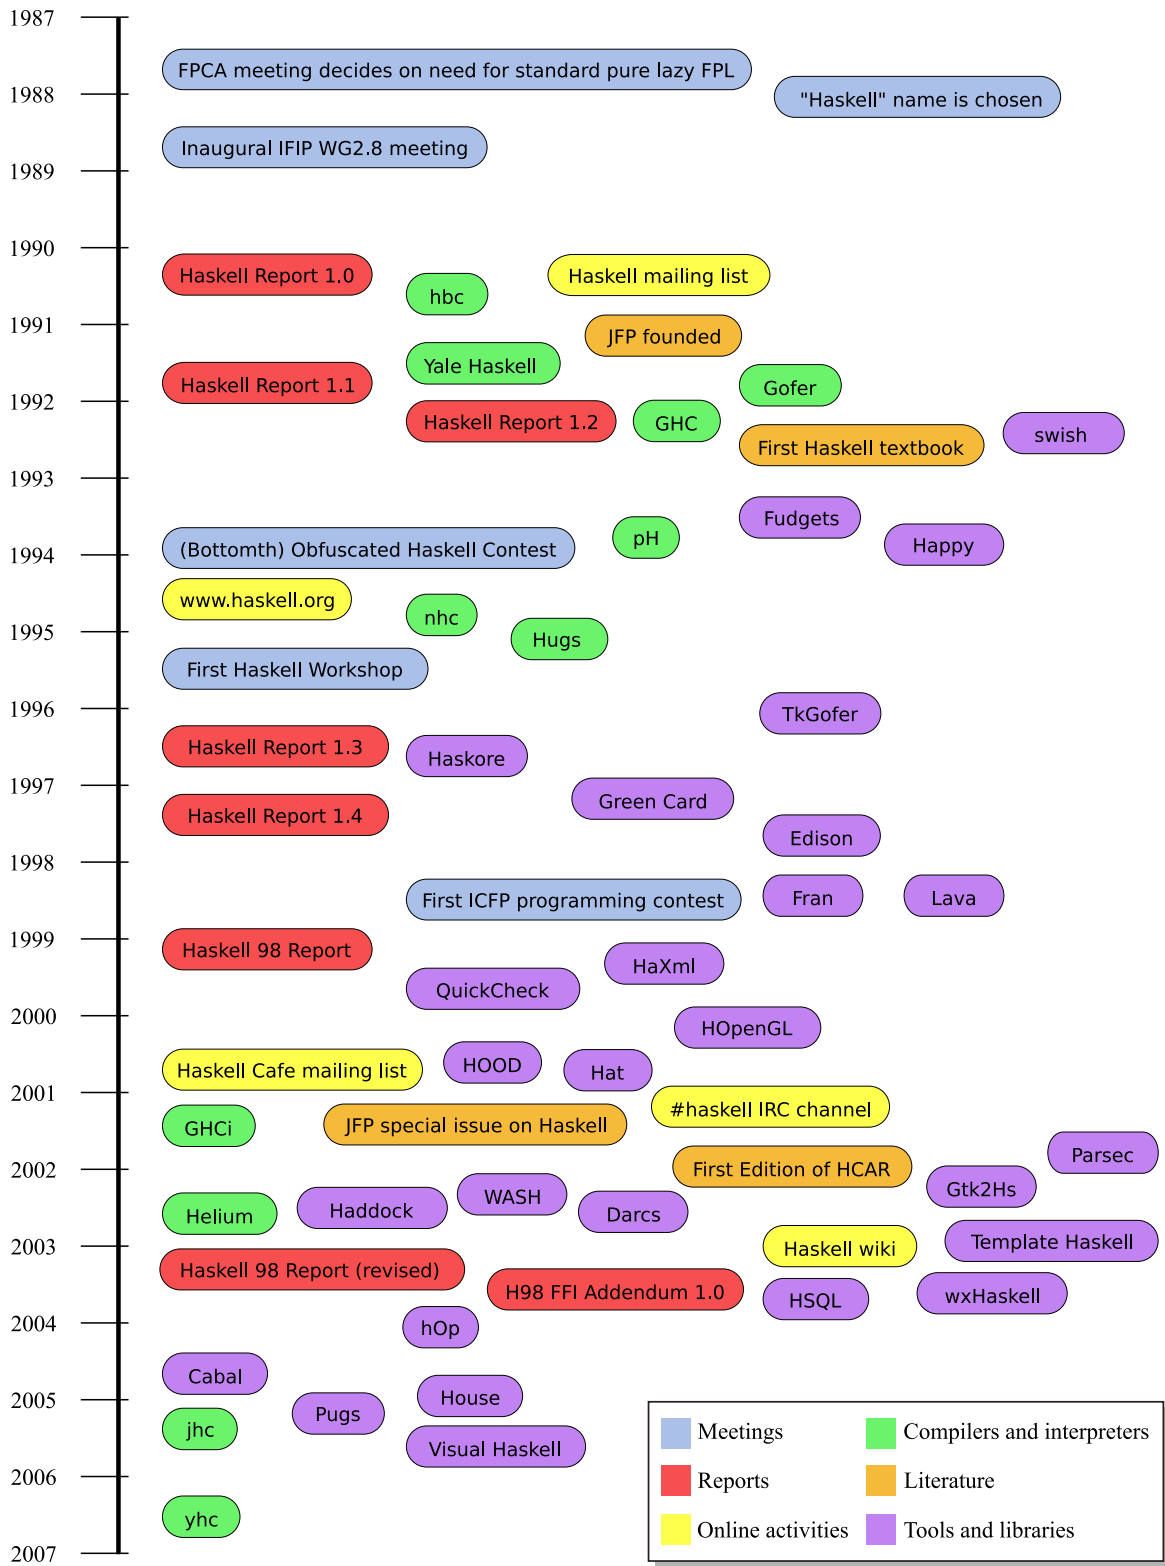 1987
FPCA meeting decides on need for standard pure lazy FPL
1988
"Haskell" name is chosen
Inaugural IFIP WG2.8 meeting
1989
1990
Haskell Report 1.0
Haskell mailing list
hbc
1991
JFP founded
Yale Haskell
Haskell Report 1.1
Gofer
1992
Haskell Report 1.2
GHC
swish
First Haskell textbook
1993
Fudgets
pH
Happy
(Bottomth) Obfuscated Haskell Contest
1994
www.haskell.org
nhc
1995
Hugs
First Haskell Workshop
1996
TkGofer
Haskell Report 1.3
Haskore
1997
Green Card
Haskell Report 1.4
Edison
1998
First ICFP programming contest
Fran
Lava
1999
Haskell 98 Report
HaXml
QuickCheck
2000
HOpenGL
Haskell Cafe mailing list
HOOD
Hat
2001
#haskell IRC channel
GHCi
JFP special issue on Haskell
Parsec
2002
First Edition of HCAR
Gtk2Hs
WASH
Haddock
Darcs
Helium
2003
Haskell wiki
Template Haskell
Haskell 98 Report (revised)
H98 FFI Addendum 1.0
HSQL
wxHaskell
2004
hOp
Cabal
2005
House
Pugs
jhc
Visual Haskell
2006
yhc
2007
Meetings
Compilers and interpreters
Reports
Literature
Online activities
Tools and libraries